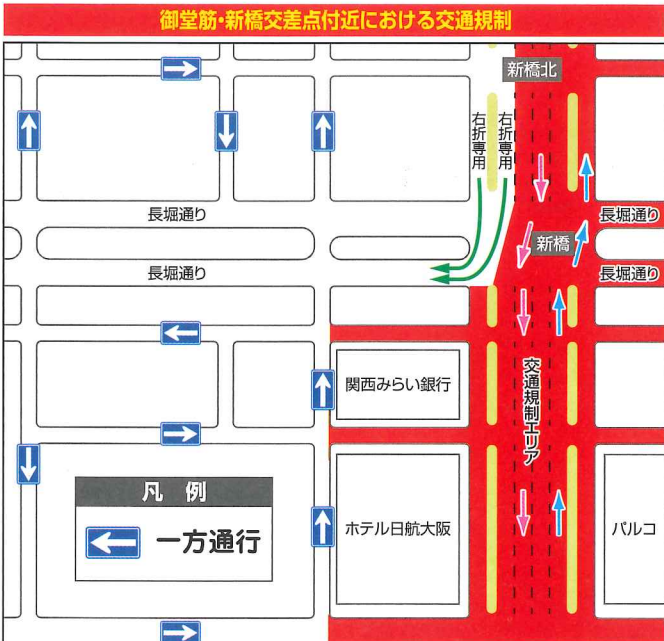 御堂筋・新橋交差点付近における交通規制
新橋北
右折専用
右折専用
長堀通り
長堀通り
新橋
長堀通り
長堀通り
関西みらい銀行
交通規制エリア
凡 例
一方通行
ホテル日航大阪
パルコ